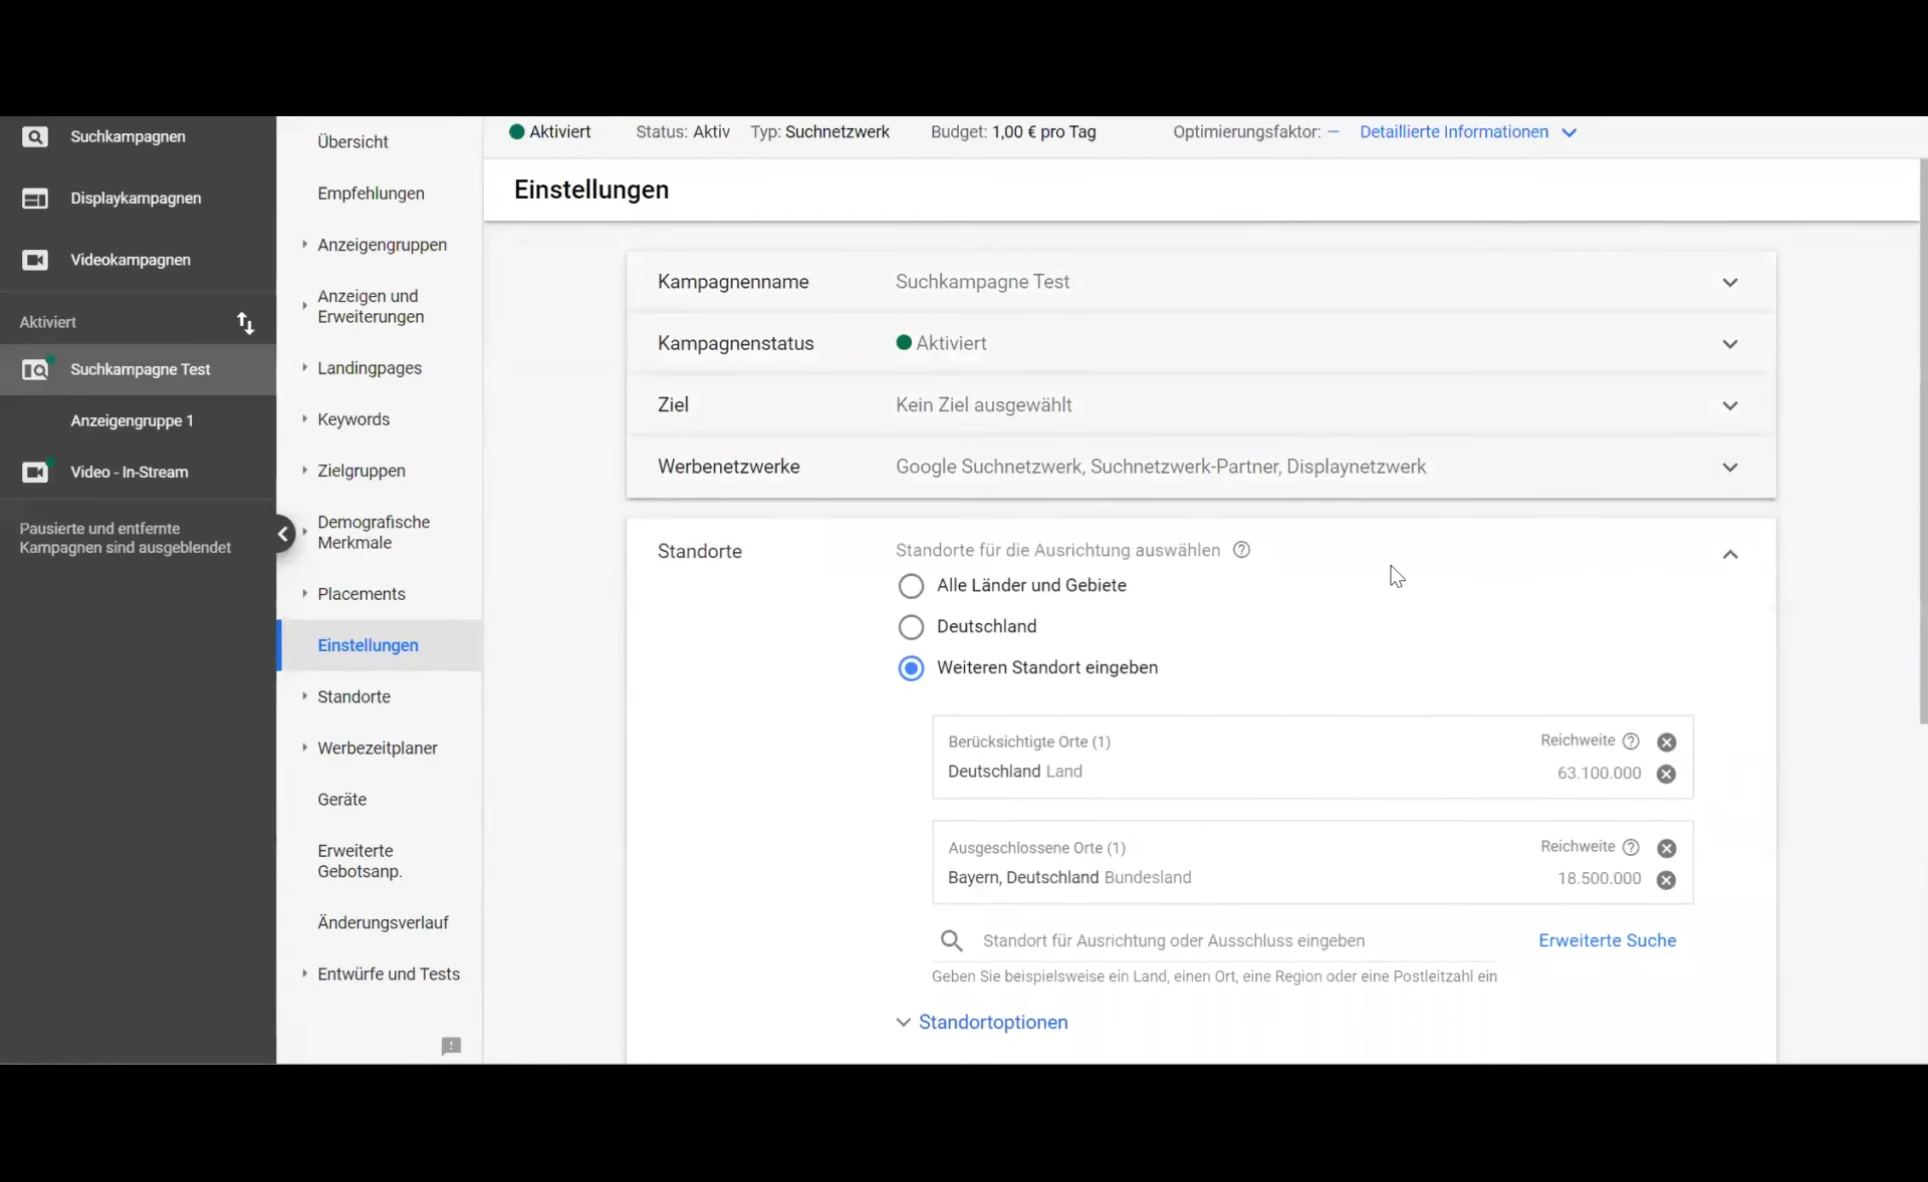 Suchkampagnen
Displaykampagnen
Videokampagnen
Aktiviert
Suchkampagne Test
Anzeigengruppe 1
Video - In-Stream
Pausierte und entfernte
Kampagnen sind ausgeblendet
Übersicht
Empfehlungen
Anzeigengruppen
Anzeigen und
Erweiterungen
Landingpages
Keywords
Zielgruppen
Demografische
Merkmale
Placements
Einstellungen
Standorte
Werbezeitplaner
Geräte
Erweiterte
Gebotsanp.
Änderungsverlauf
Entwürfe und Tests
Aktiviert Status: Aktiv Typ: Suchnetzwerk Budget: 1,00 € pro Tag Optimierungsfaktor: – Detaillierte Informationen
Einstellungen
Kampagnenname Suchkampagne Test
Kampagnenstatus Aktiviert
Ziel Kein Ziel ausgewählt
Werbenetzwerke Google Suchnetzwerk, Suchnetzwerk-Partner, Displaynetzwerk
Standorte Standorte für die Ausrichtung auswählen
Alle Länder und Gebiete
Deutschland
Weiteren Standort eingeben
Berücksichtigte Orte (1) Reichweite
Deutschland Land 63.100.000
Ausgeschlossene Orte (1) Reichweite
Bayern, Deutschland Bundesland 18.500.000
Standort für Ausrichtung oder Ausschluss eingeben Erweiterte Suche
Geben Sie beispielsweise ein Land, einen Ort, eine Region oder eine Postleitzahl ein
Standortoptionen